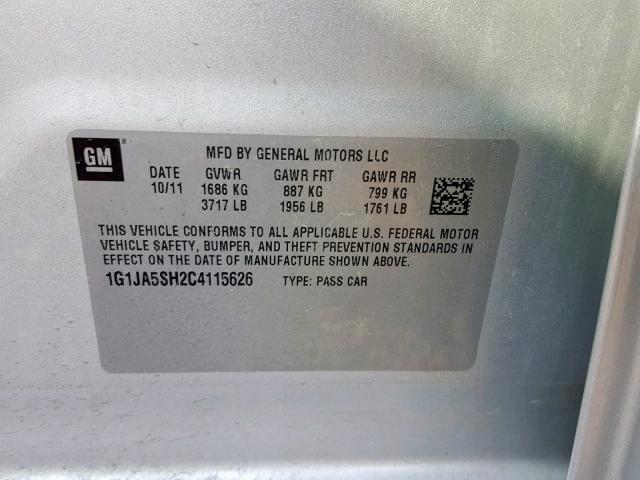 GM
MFD BY GENERAL MOTORS LLC
DATE GVWR GAWR FRT GAWR RR
10/11 1686 KG 887 KG 799 KG
3717 LB 1956 LB 1761 LB
THIS VEHICLE CONFORMS TO ALL APPLICABLE U.S. FEDERAL MOTOR
VEHICLE SAFETY, BUMPER, AND THEFT PREVENTION STANDARDS IN
EFFECT ON THE DATE OF MANUFACTURE SHOWN ABOVE.
1G1JA5SH2C4115626 TYPE: PASS CAR